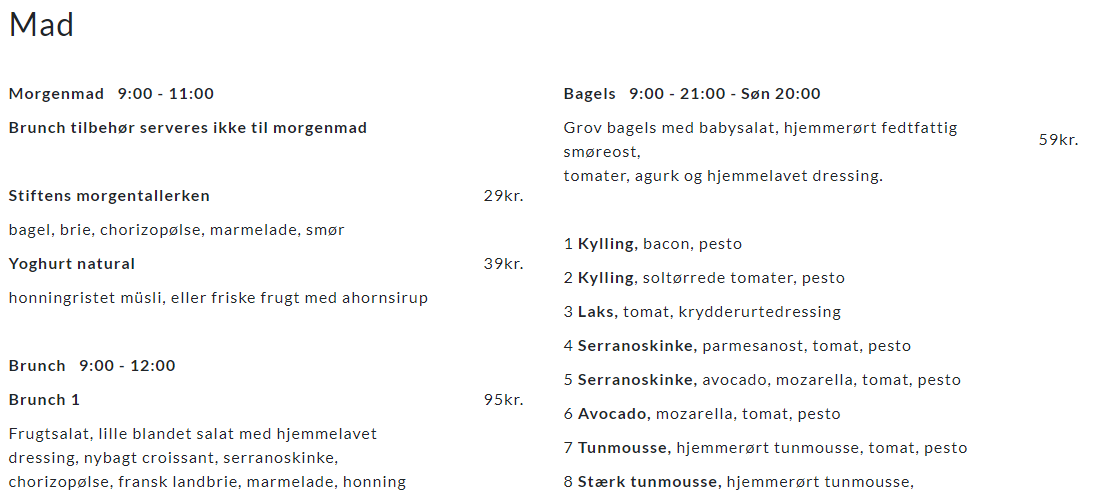 Mad
Morgenmad 9:00 - 11:00
Brunch tilbehør serveres ikke til morgenmad
Stiftens morgentallerken 29kr.
bagel, brie, chorizopølse, marmelade, smør
Yoghurt natural 39kr.
honningristet müsli, eller friske frugt med ahornsirup
Brunch 9:00 - 12:00
Brunch 1 95kr.
Frugtsalat, lille blandet salat med hjemmelavet
dressing, nybagt croissant, serranoskinke,
chorizopølse, fransk landbrie, marmelade, honning
Bagels 9:00 - 21:00 - Søn 20:00
Grov bagels med babysalat, hjemmerørt fedtfattig
smøreost,
59kr.
tomater, agurk og hjemmelavet dressing.
1 Kylling, bacon, pesto
2 Kylling, soltørrede tomater, pesto
3 Laks, tomat, krydderurtedressing
4 Serranoskinke, parmesanost, tomat, pesto
5 Serranoskinke, avocado, mozarella, tomat, pesto
6 Avocado, mozarella, tomat, pesto
7 Tunmousse, hjemmerørt tunmousse, tomat, pesto
8 Stærk tunmousse, hjemmerørt tunmousse,